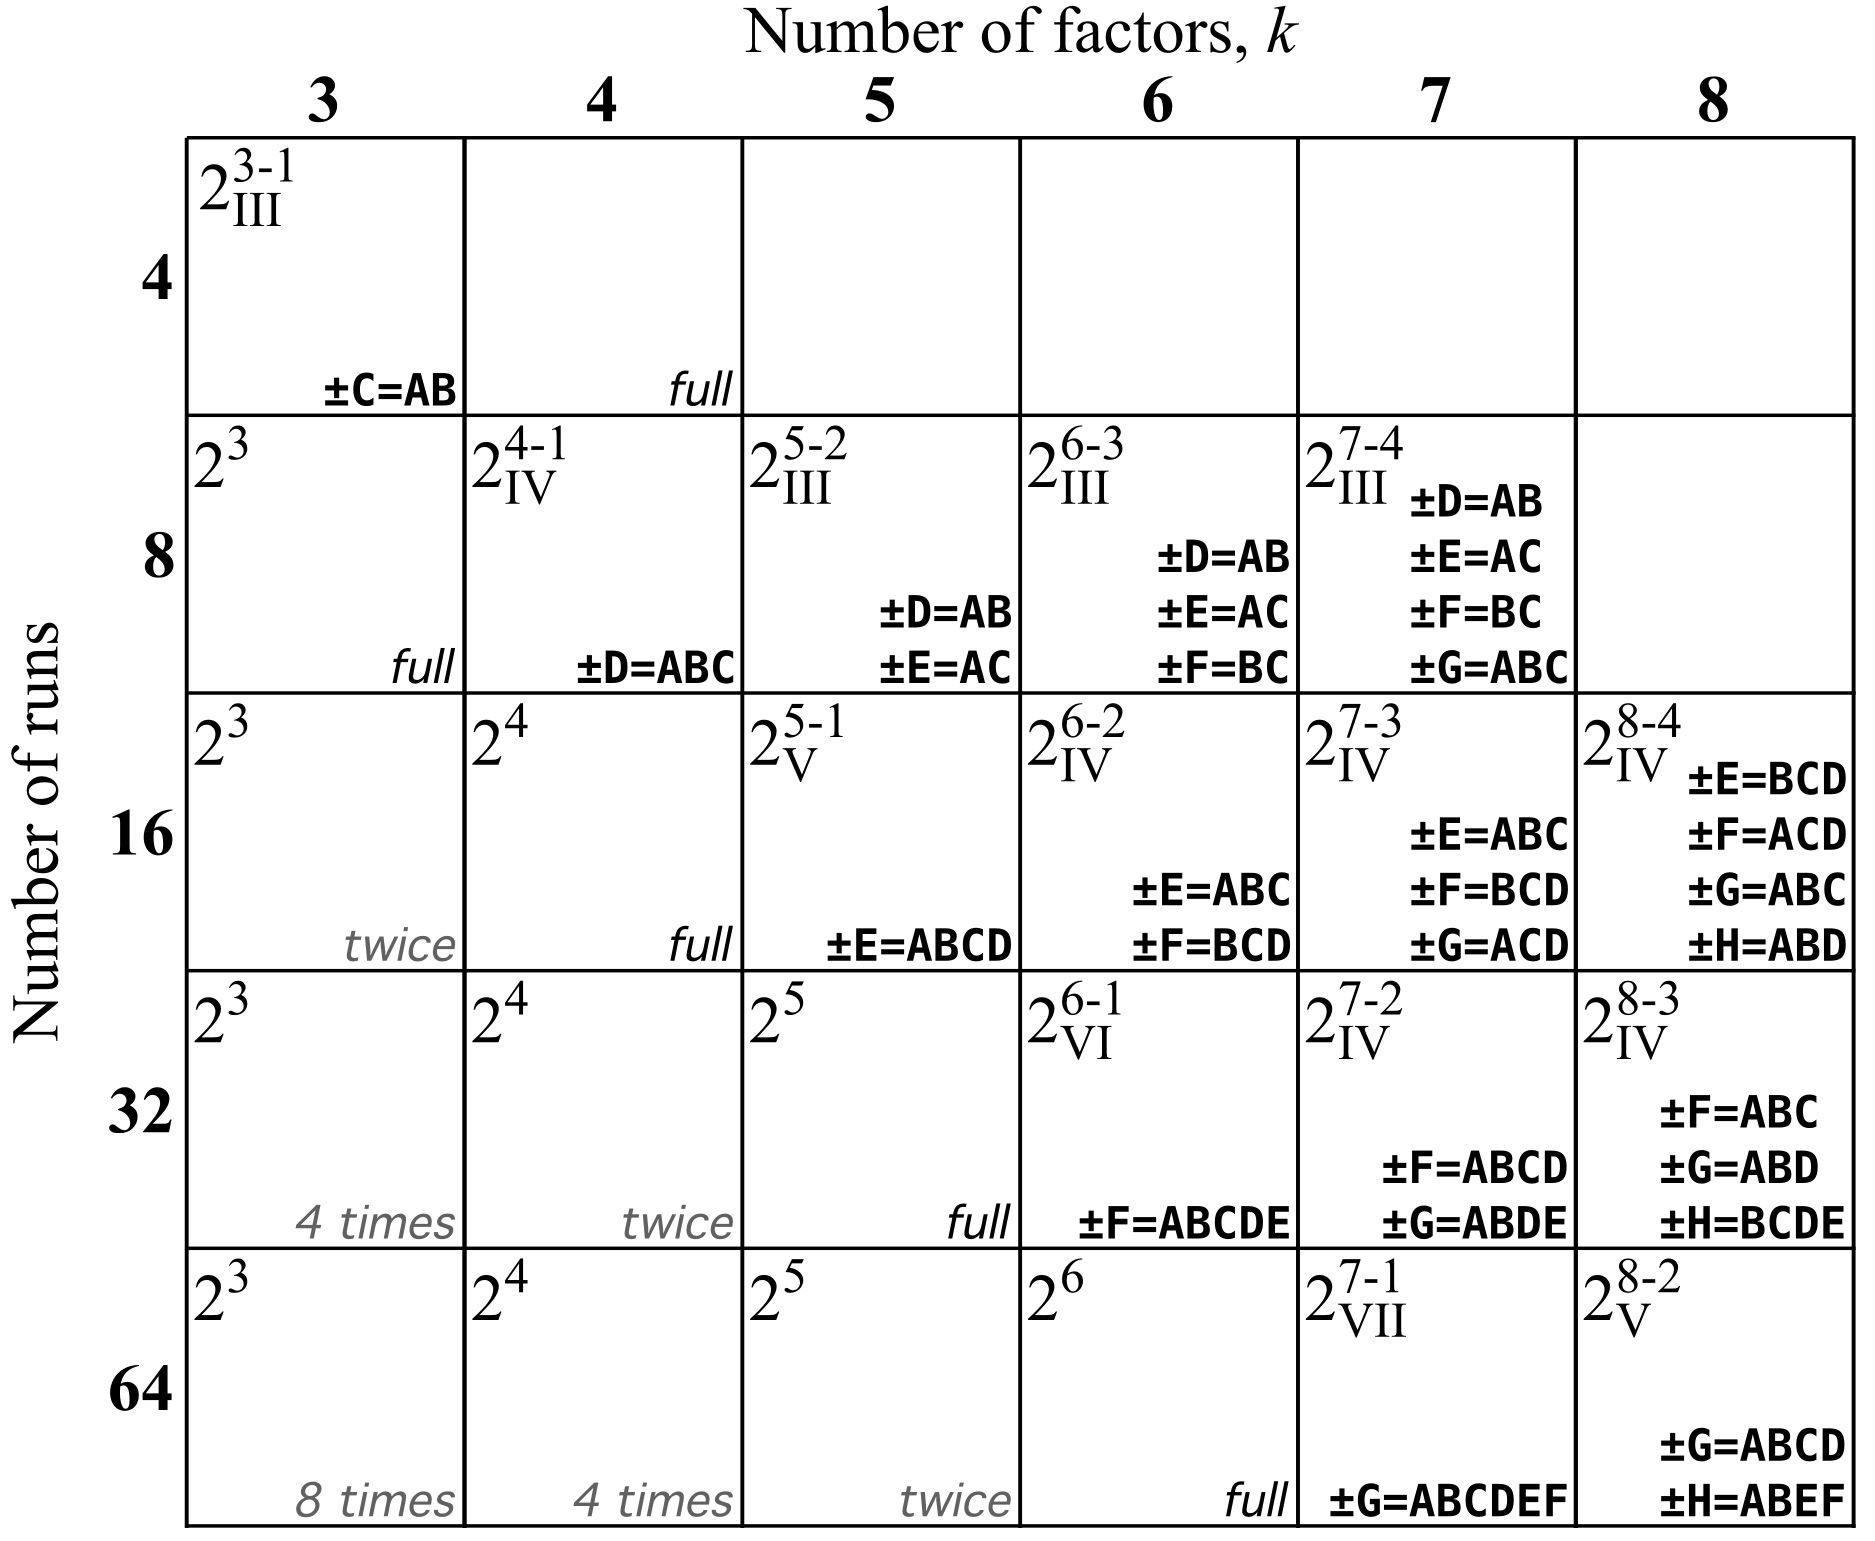 Number of factors, k
3 4 5 6 7 8
Number of runs
4
2^{3-1}_{III}
±C=AB
full
8
2^{3}
full
2^{4-1}_{IV}
±D=ABC
2^{5-2}_{III}
±D=AB
±E=AC
2^{6-3}_{III}
±D=AB
±E=AC
±F=BC
2^{7-4}_{III}
±D=AB
±E=AC
±F=BC
±G=ABC
16
2^{3}
twice
2^{4}
full
2^{5-1}_{V}
±E=ABCD
2^{6-2}_{IV}
±E=ABC
±F=BCD
2^{7-3}_{IV}
±E=ABC
±F=BCD
±G=ACD
2^{8-4}_{IV}
±E=BCD
±F=ACD
±G=ABC
±H=ABD
32
2^{3}
4 times
2^{4}
twice
2^{5}
full
2^{6-1}_{VI}
±F=ABCDE
2^{7-2}_{IV}
±F=ABCD
±G=ABDE
2^{8-3}_{IV}
±F=ABC
±G=ABD
±H=BCDE
64
2^{3}
8 times
2^{4}
4 times
2^{5}
twice
2^{6}
full
2^{7-1}_{VII}
±G=ABCDEF
2^{8-2}_{V}
±G=ABCD
±H=ABEF